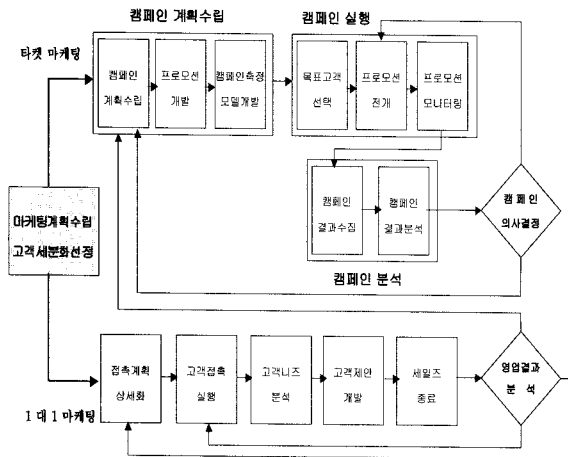 캠페인 계획수립
캠페인 실행
타켓 마케팅
캠페인
계획수립
프로모션
개발
캠페인측정
모델개발
목표고객
선택
프로모션
전개
프로모션
모니터링
캠페인
결과수집
캠페인
결과분석
캠 페 인
의사결정
캠페인 분석
마케팅계획수립
고객세분화선정
접촉계획
상세화
고객접촉
실행
고객니즈
분석
고객제안
개발
세일즈
종료
영업결과
분 석
1 대 1 마케팅